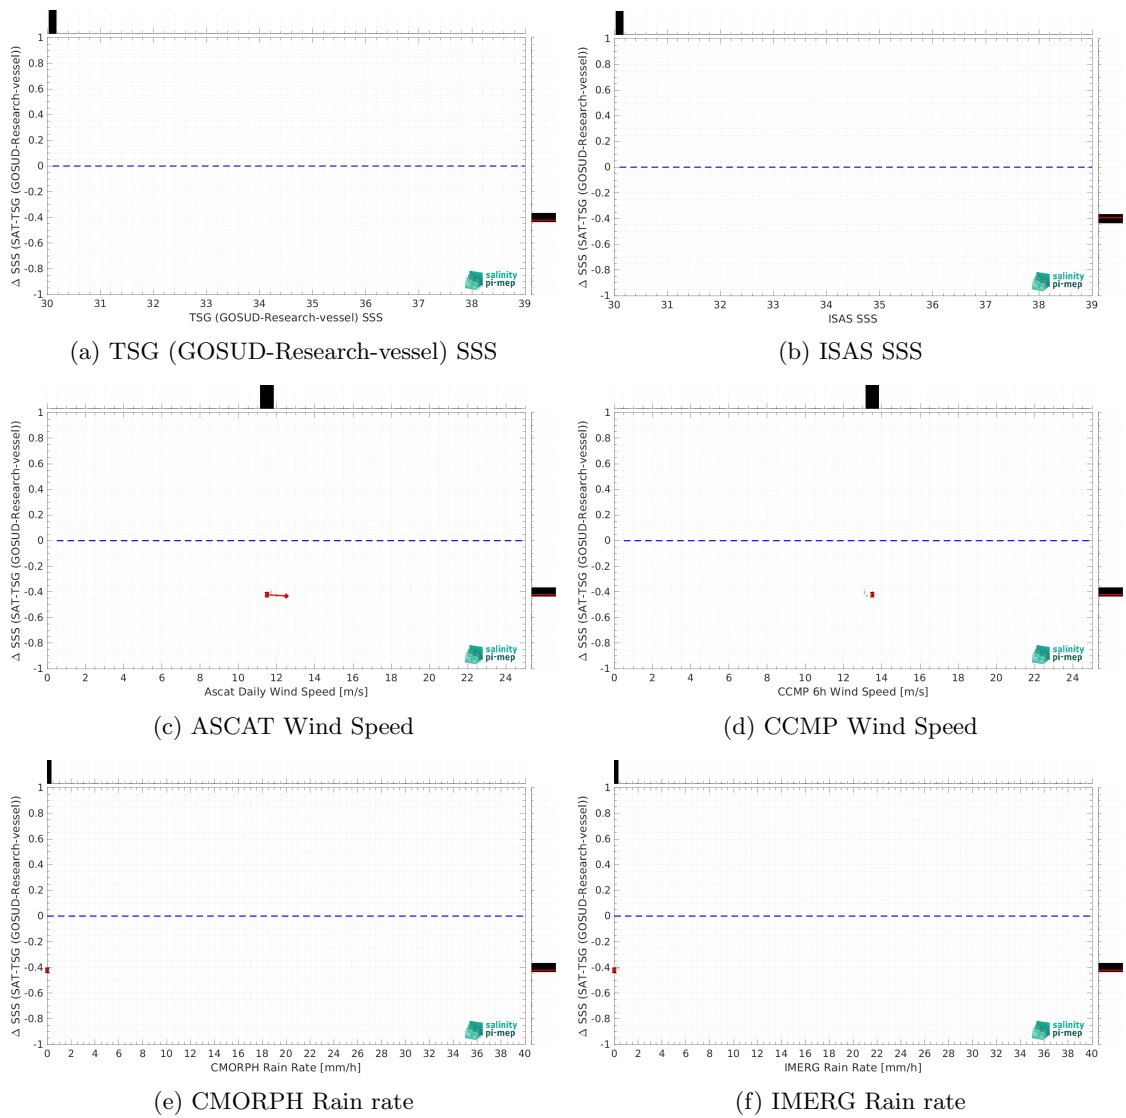 1
0.8
0.6
0.4
0.2
0
-0.2
-0.4
-0.6
-0.8
-1
Δ SSS (SAT-TSG (GOSUD-Research-vessel))
30 31 32 33 34 35 36 37 38 39
TSG (GOSUD-Research-vessel) SSS
salinity
pi-mep
(a) TSG (GOSUD-Research-vessel) SSS
1
0.8
0.6
0.4
0.2
0
-0.2
-0.4
-0.6
-0.8
-1
Δ SSS (SAT-TSG (GOSUD-Research-vessel))
30 31 32 33 34 35 36 37 38 39
ISAS SSS
salinity
pi-mep
(b) ISAS SSS
1
0.8
0.6
0.4
0.2
0
-0.2
-0.4
-0.6
-0.8
-1
Δ SSS (SAT-TSG (GOSUD-Research-vessel))
0 2 4 6 8 10 12 14 16 18 20 22 24
Ascat Daily Wind Speed [m/s]
salinity
pi-mep
(c) ASCAT Wind Speed
1
0.8
0.6
0.4
0.2
0
-0.2
-0.4
-0.6
-0.8
-1
Δ SSS (SAT-TSG (GOSUD-Research-vessel))
0 2 4 6 8 10 12 14 16 18 20 22 24
CCMP 6h Wind Speed [m/s]
salinity
pi-mep
(d) CCMP Wind Speed
1
0.8
0.6
0.4
0.2
0
-0.2
-0.4
-0.6
-0.8
-1
Δ SSS (SAT-TSG (GOSUD-Research-vessel))
0 2 4 6 8 10 12 14 16 18 20 22 24 26 28 30 32 34 36 38 40
CMORPH Rain Rate [mm/h]
salinity
pi-mep
(e) CMORPH Rain rate
1
0.8
0.6
0.4
0.2
0
-0.2
-0.4
-0.6
-0.8
-1
Δ SSS (SAT-TSG (GOSUD-Research-vessel))
0 2 4 6 8 10 12 14 16 18 20 22 24 26 28 30 32 34 36 38 40
IMERG Rain Rate [mm/h]
salinity
pi-mep
(f) IMERG Rain rate